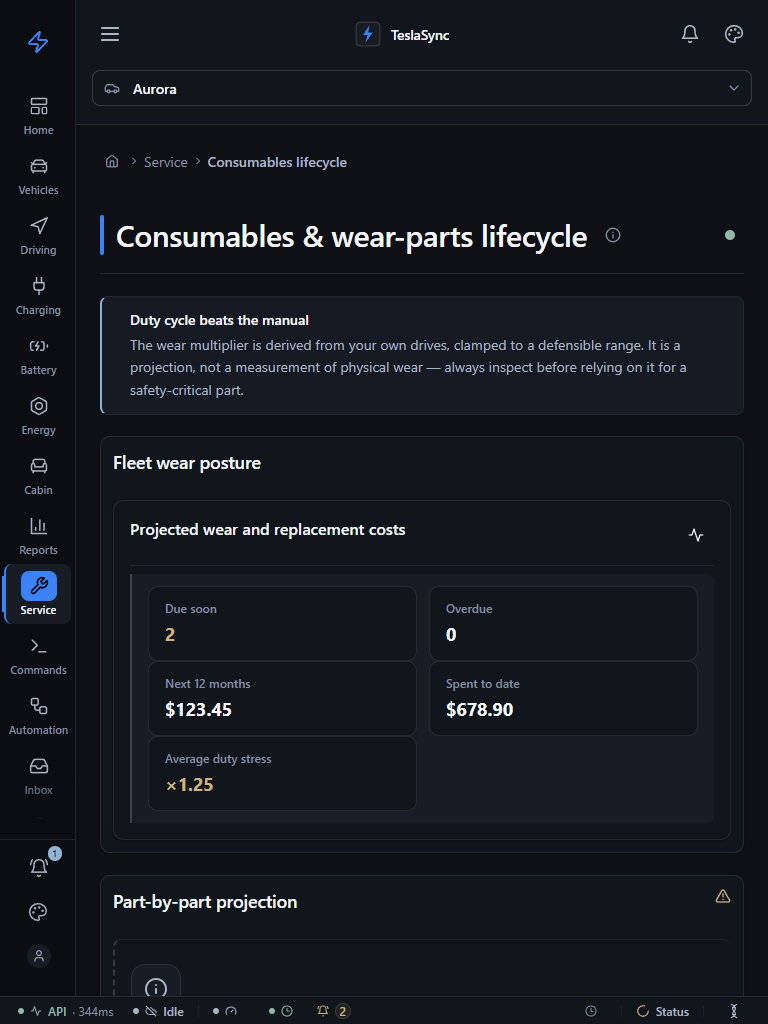 TeslaSync
Aurora
Home
Vehicles
Driving
Charging
Battery
Energy
Cabin
Reports
Service
Commands
Automation
Inbox
1
Service
Consumables lifecycle
Consumables & wear-parts lifecycle
Duty cycle beats the manual
The wear multiplier is derived from your own drives, clamped to a defensible range. It is a
projection, not a measurement of physical wear — always inspect before relying on it for a
safety-critical part.
Fleet wear posture
Projected wear and replacement costs
Due soon
2
Overdue
0
Next 12 months
$123.45
Spent to date
$678.90
Average duty stress
×1.25
Part-by-part projection
API · 344ms
Idle
2
Status